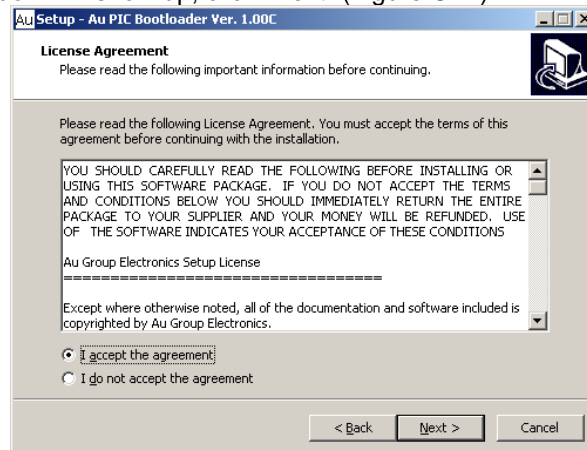 Au Setup - Au PIC Bootloader Ver. 1.00C
License Agreement
Please read the following important information before continuing.
Please read the following License Agreement. You must accept the terms of this
agreement before continuing with the installation.
YOU SHOULD CAREFULLY READ THE FOLLOWING BEFORE INSTALLING OR
USING THIS SOFTWARE PACKAGE. IF YOU DO NOT ACCEPT THE TERMS
AND CONDITIONS BELOW YOU SHOULD IMMEDIATELY RETURN THE ENTIRE
PACKAGE TO YOUR SUPPLIER AND YOUR MONEY WILL BE REFUNDED. USE
OF THE SOFTWARE INDICATES YOUR ACCEPTANCE OF THESE CONDITIONS
Au Group Electronics Setup License
==================================
Except where otherwise noted, all of the documentation and software included is
copyrighted by Au Group Electronics.
I accept the agreement
I do not accept the agreement
< Back Next > Cancel